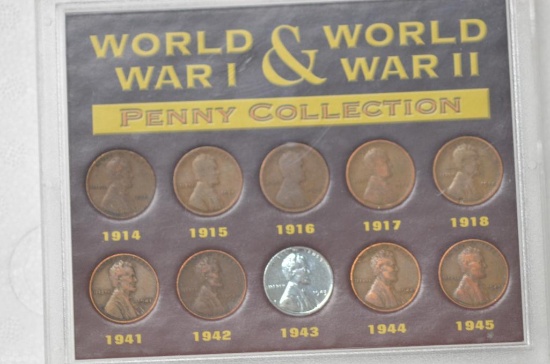 WORLD & WORLD
WAR I WAR II
PENNY COLLECTION
1914 1915 1916 1917 1918
1941 1942 1943 1944 1945